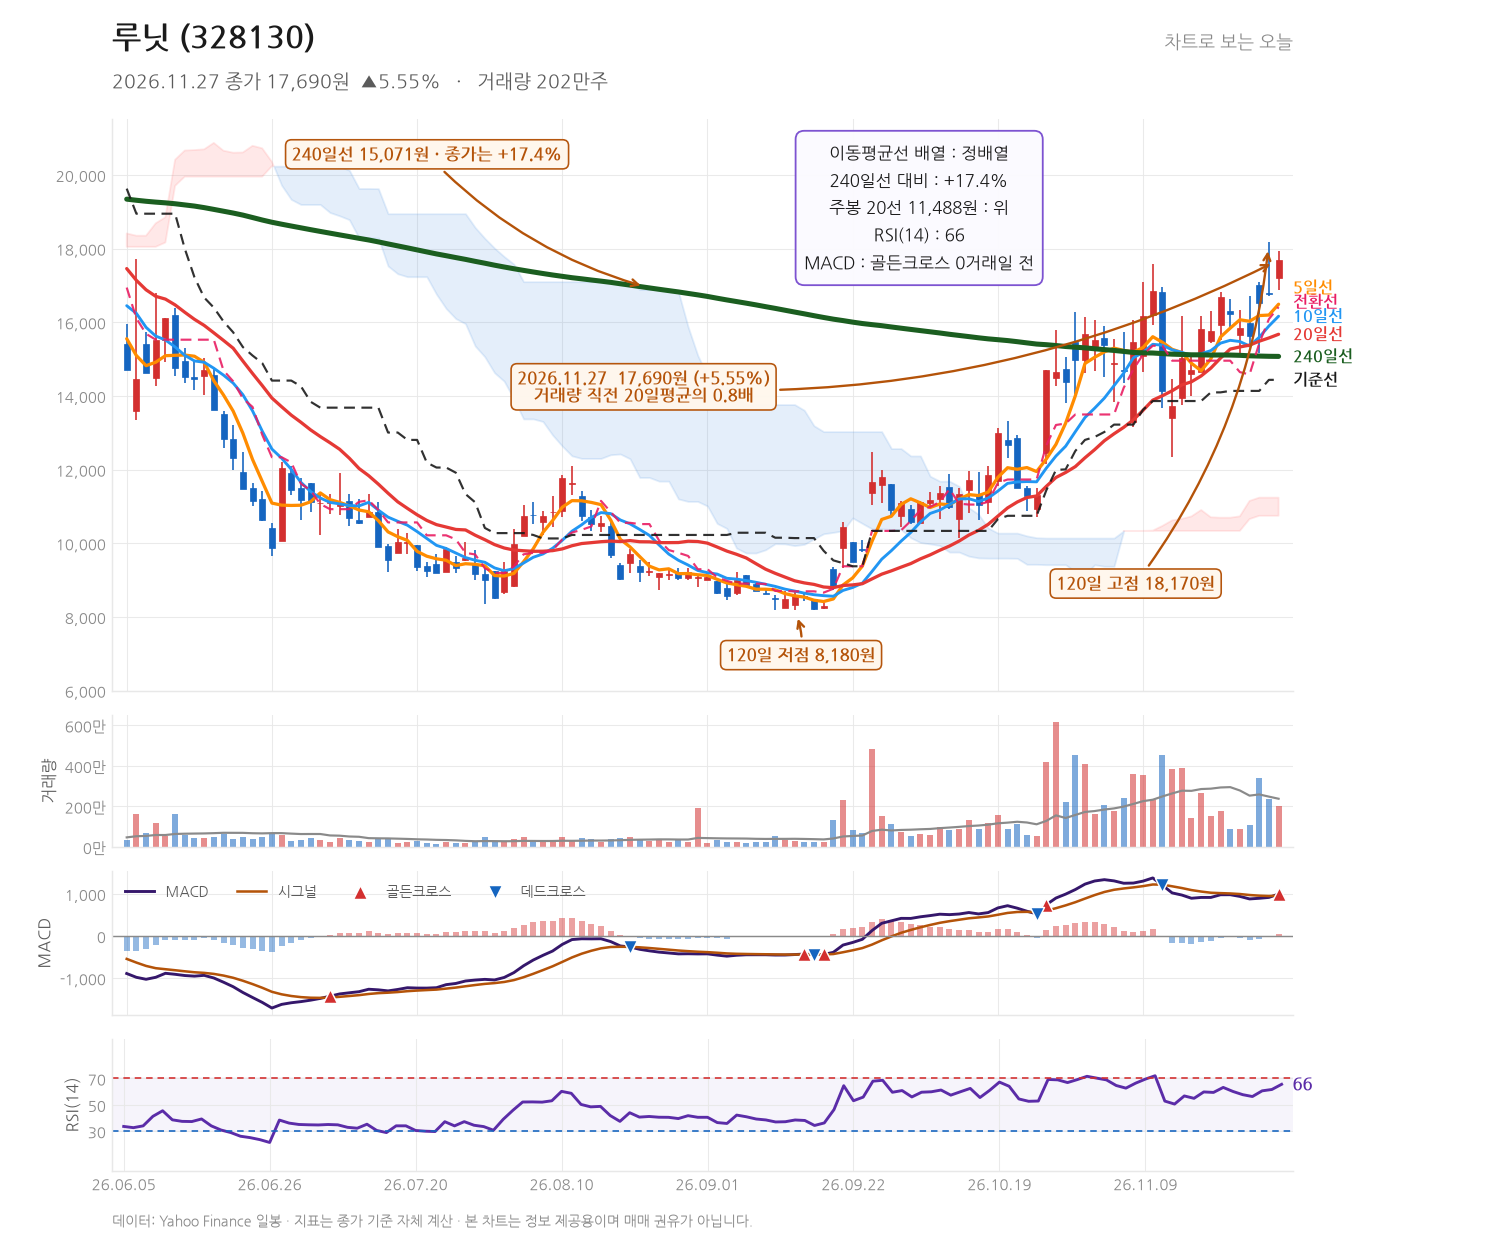 루닛 (328130)
차트로 보는 오늘
2026.11.27 종가 17,690원 ▲5.55% · 거래량 202만주
240일선 15,071원 · 종가는 +17.4%
이동평균선 배열 : 정배열
240일선 대비 : +17.4%
주봉 20선 11,488원 : 위
RSI(14) : 66
MACD : 골든크로스 0거래일 전
20,000
18,000
16,000
14,000
12,000
10,000
8,000
6,000
5일선
전환선
10일선
20일선
240일선
기준선
2026.11.27 17,690원 (+5.55%)
거래량 직전 20일평균의 0.8배
120일 고점 18,170원
120일 저점 8,180원
거래량
600만
400만
200만
0만
MACD
MACD 시그널 골든크로스 데드크로스
1,000
0
-1,000
RSI(14)
70
50
30
66
26.06.05 26.06.26 26.07.20 26.08.10 26.09.01 26.09.22 26.10.19 26.11.09
데이터: Yahoo Finance 일봉 · 지표는 종가 기준 자체 계산 · 본 차트는 정보 제공용이며 매매 권유가 아닙니다.